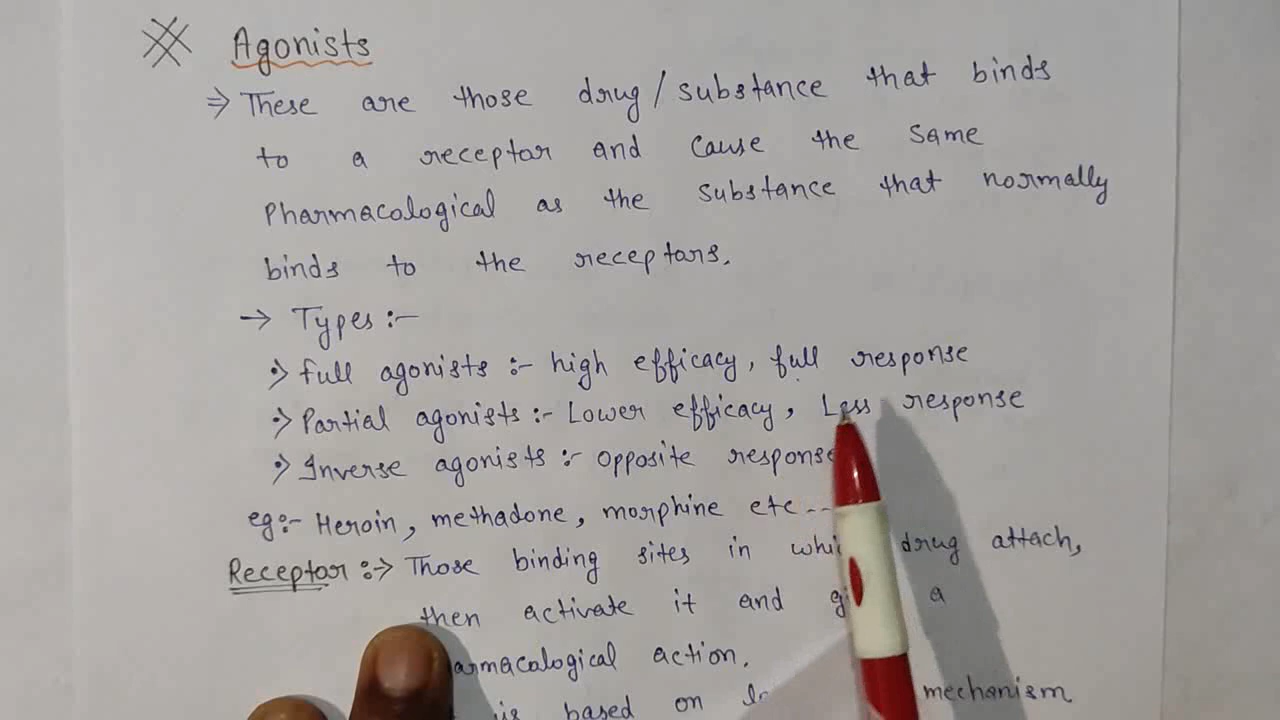 Agonists
⇒ These are those drug/substance that binds
to a receptor and cause the same
Pharmacological as the substance that normally
binds to the receptors.
→ Types :-
⋟ full agonists :- high efficacy, full response
⋟ Partial agonists :- Lower efficacy, Less response
⋟ Inverse agonists :- opposite response
eg:- Heroin, methadone, morphine etc --
Receptor :-> Those binding sites in drug attach,
then activate it and a
action.
is based on mechanism